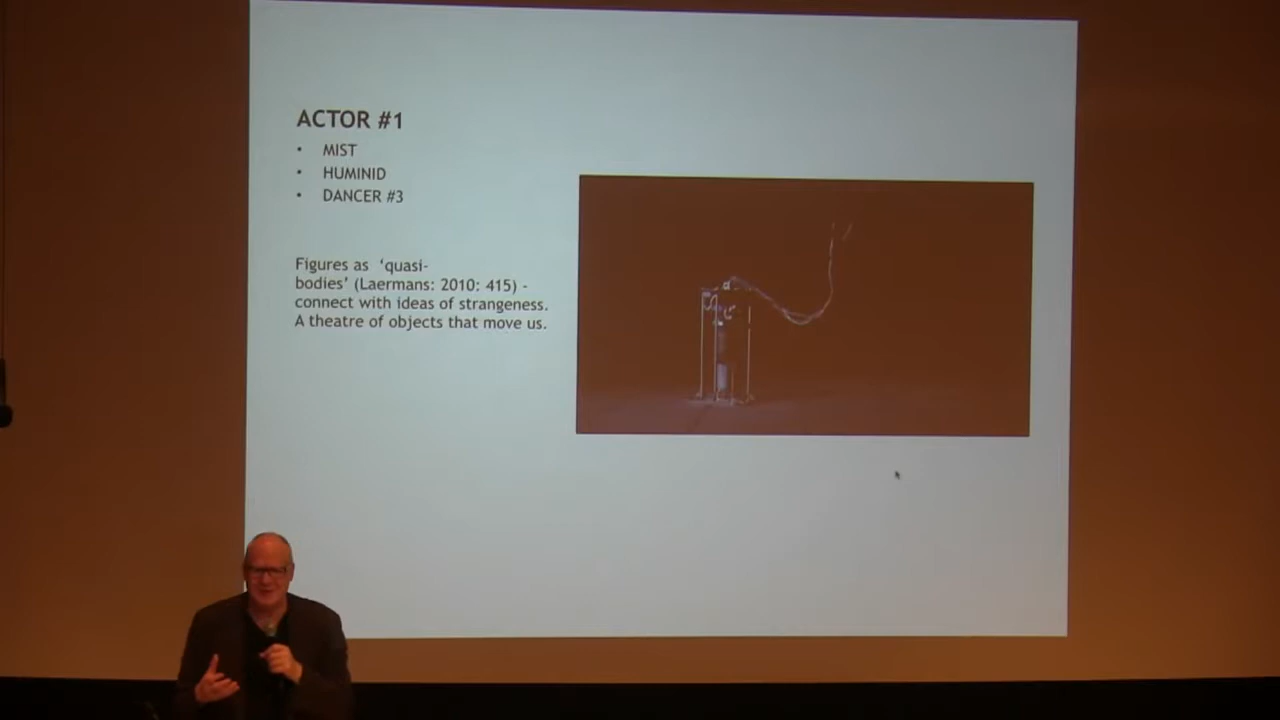 ACTOR #1
• MIST
• HUMINID
• DANCER #3
Figures as ‘quasi-
bodies’ (Laermans: 2010: 415) -
connect with ideas of strangeness.
A theatre of objects that move us.